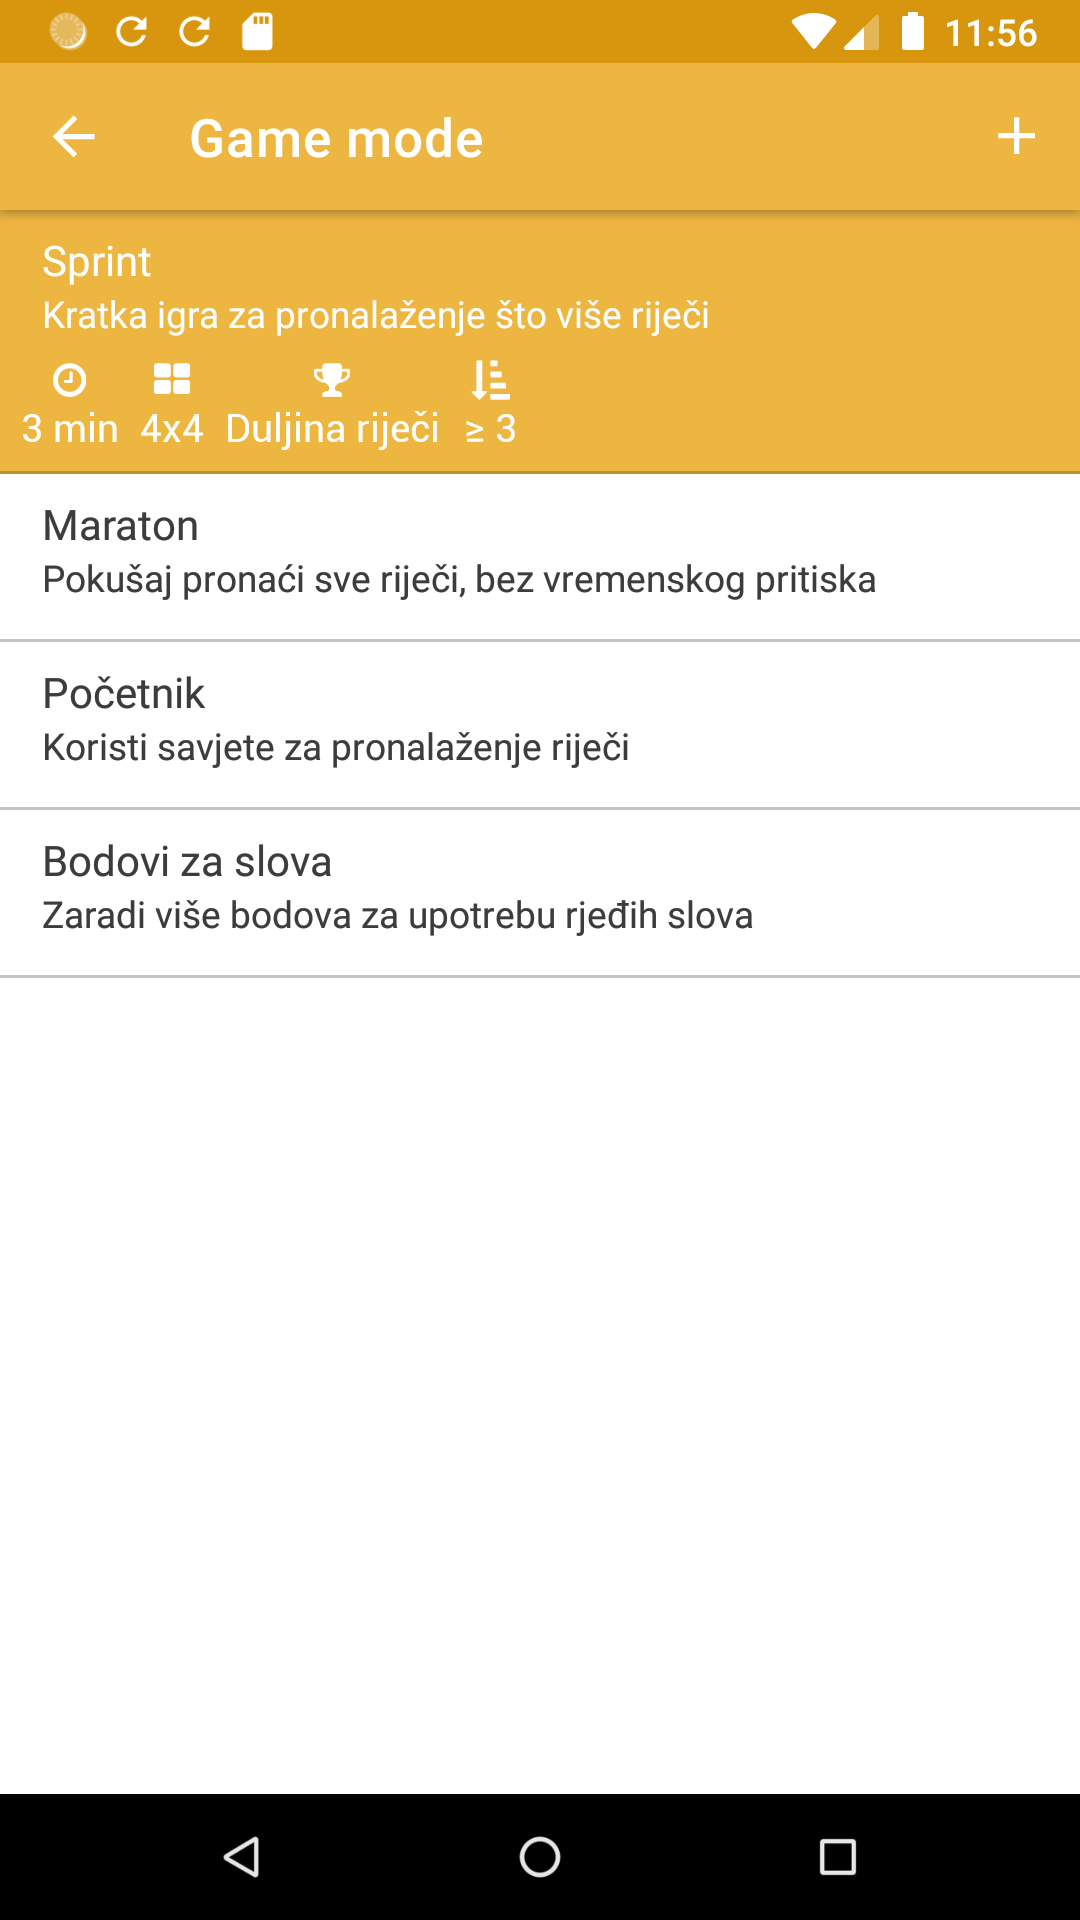 11:56
Game mode
Sprint
Kratka igra za pronalaženje što više riječi
3 min 4x4 Duljina riječi ≥ 3
Maraton
Pokušaj pronaći sve riječi, bez vremenskog pritiska
Početnik
Koristi savjete za pronalaženje riječi
Bodovi za slova
Zaradi više bodova za upotrebu rjeđih slova